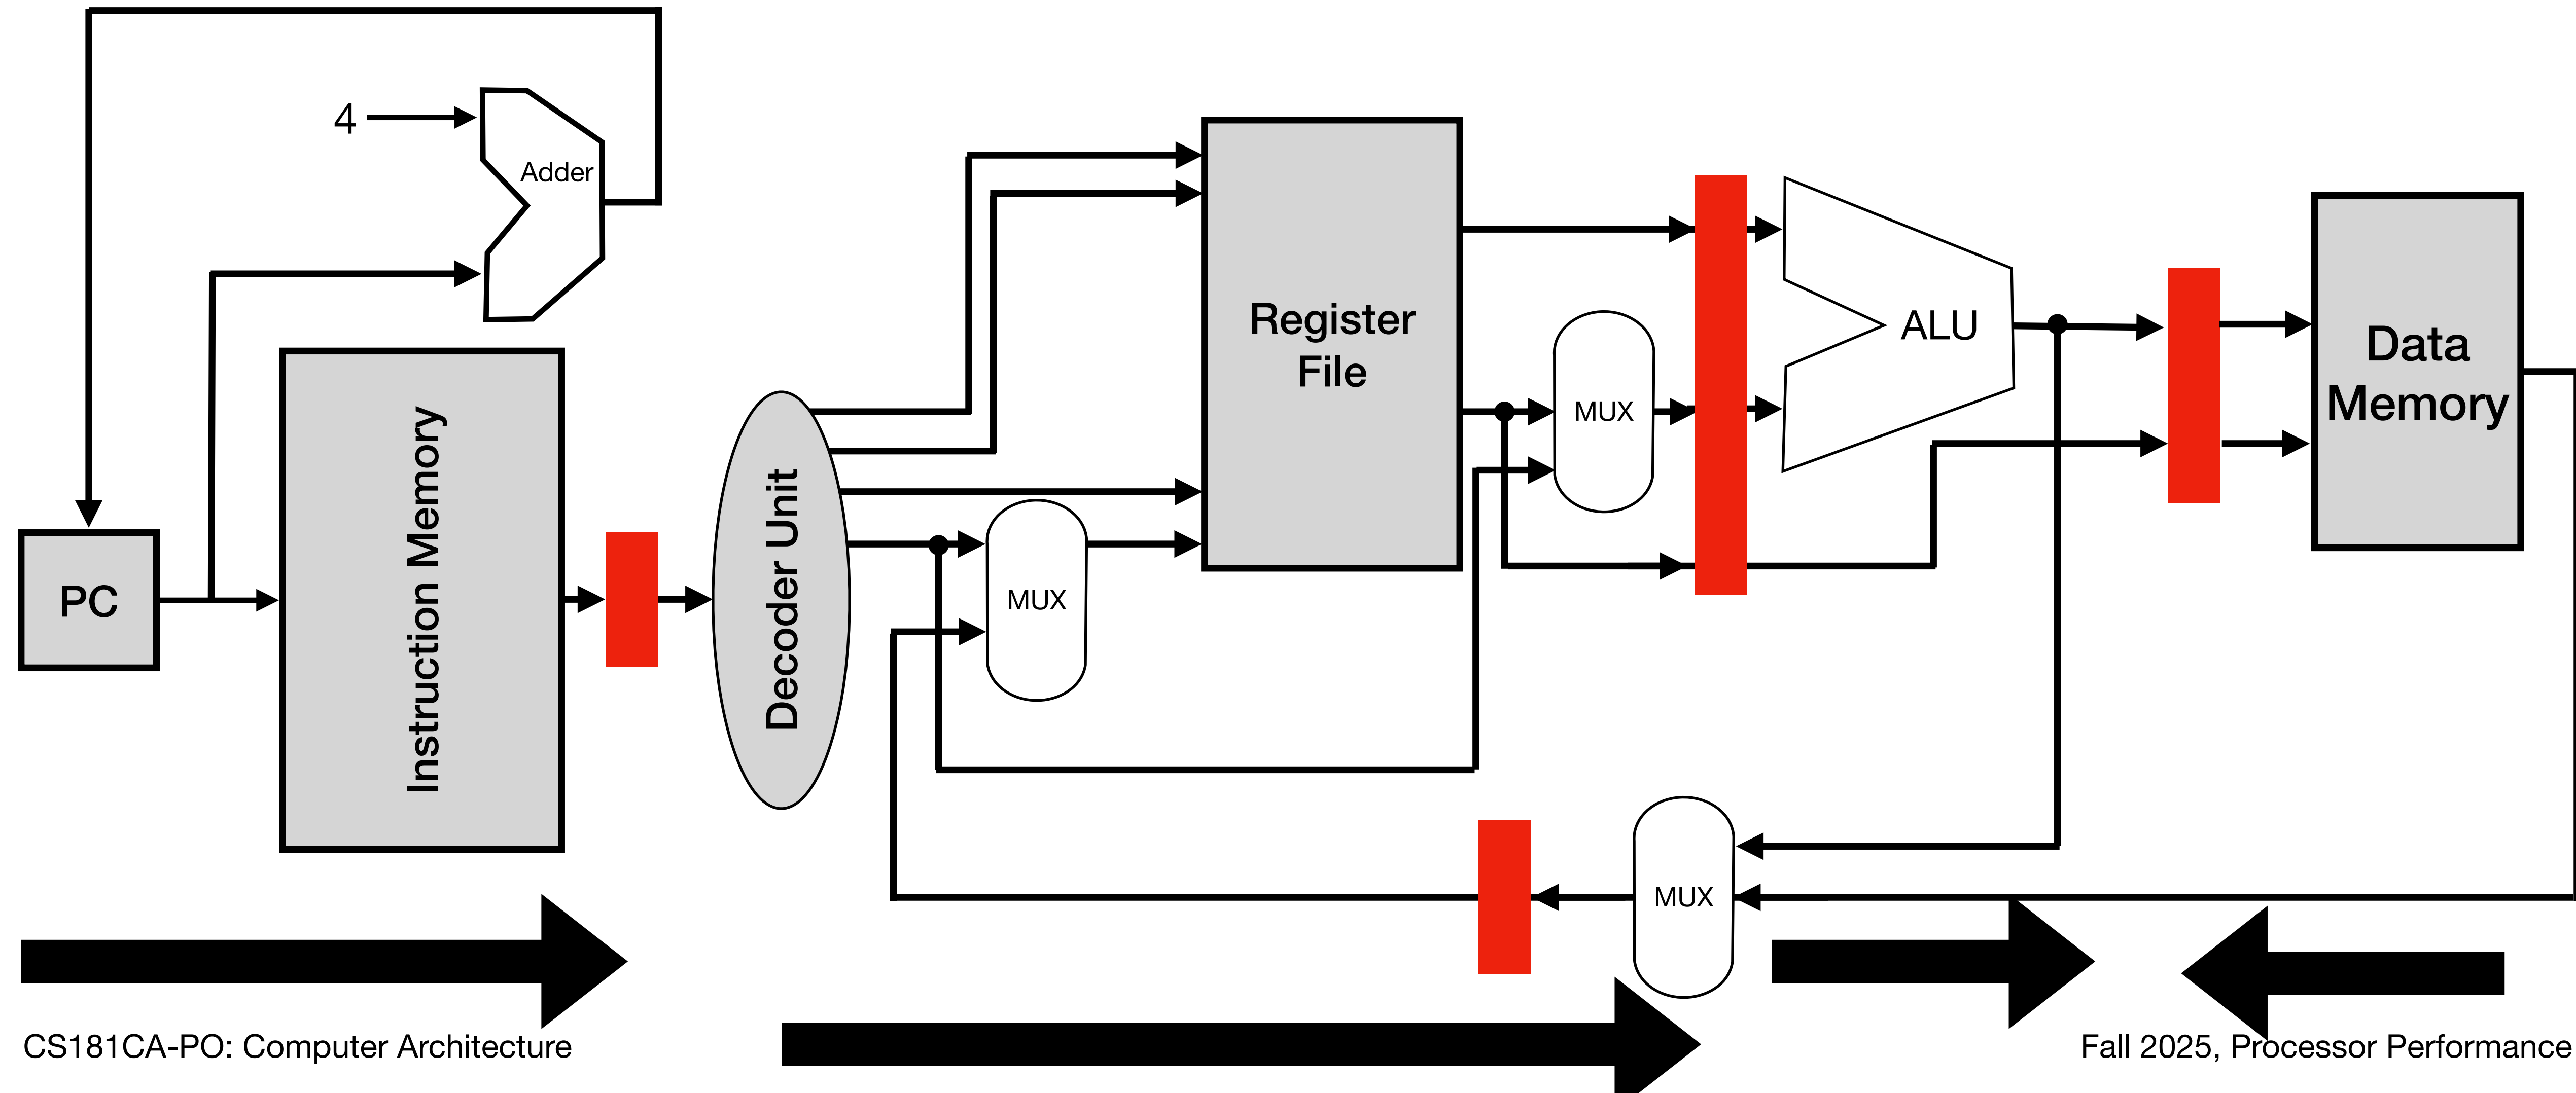 4
Adder
PC
Instruction Memory
Decoder Unit
MUX
Register
File
MUX
ALU
Data
Memory
MUX
CS181CA-PO: Computer Architecture
Fall 2025, Processor Performance